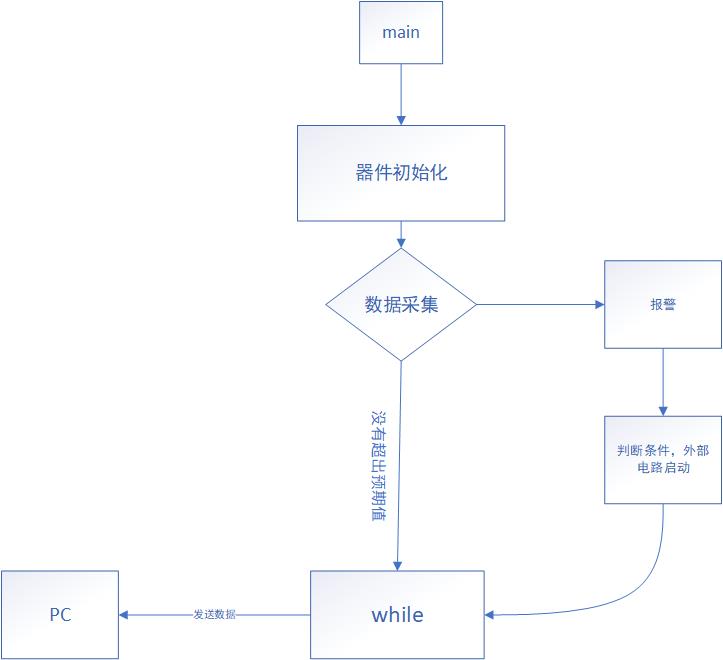 main
器件初始化
数据采集
报警
没有超出预期值
判断条件，外部
电路启动
PC
发送数据
while